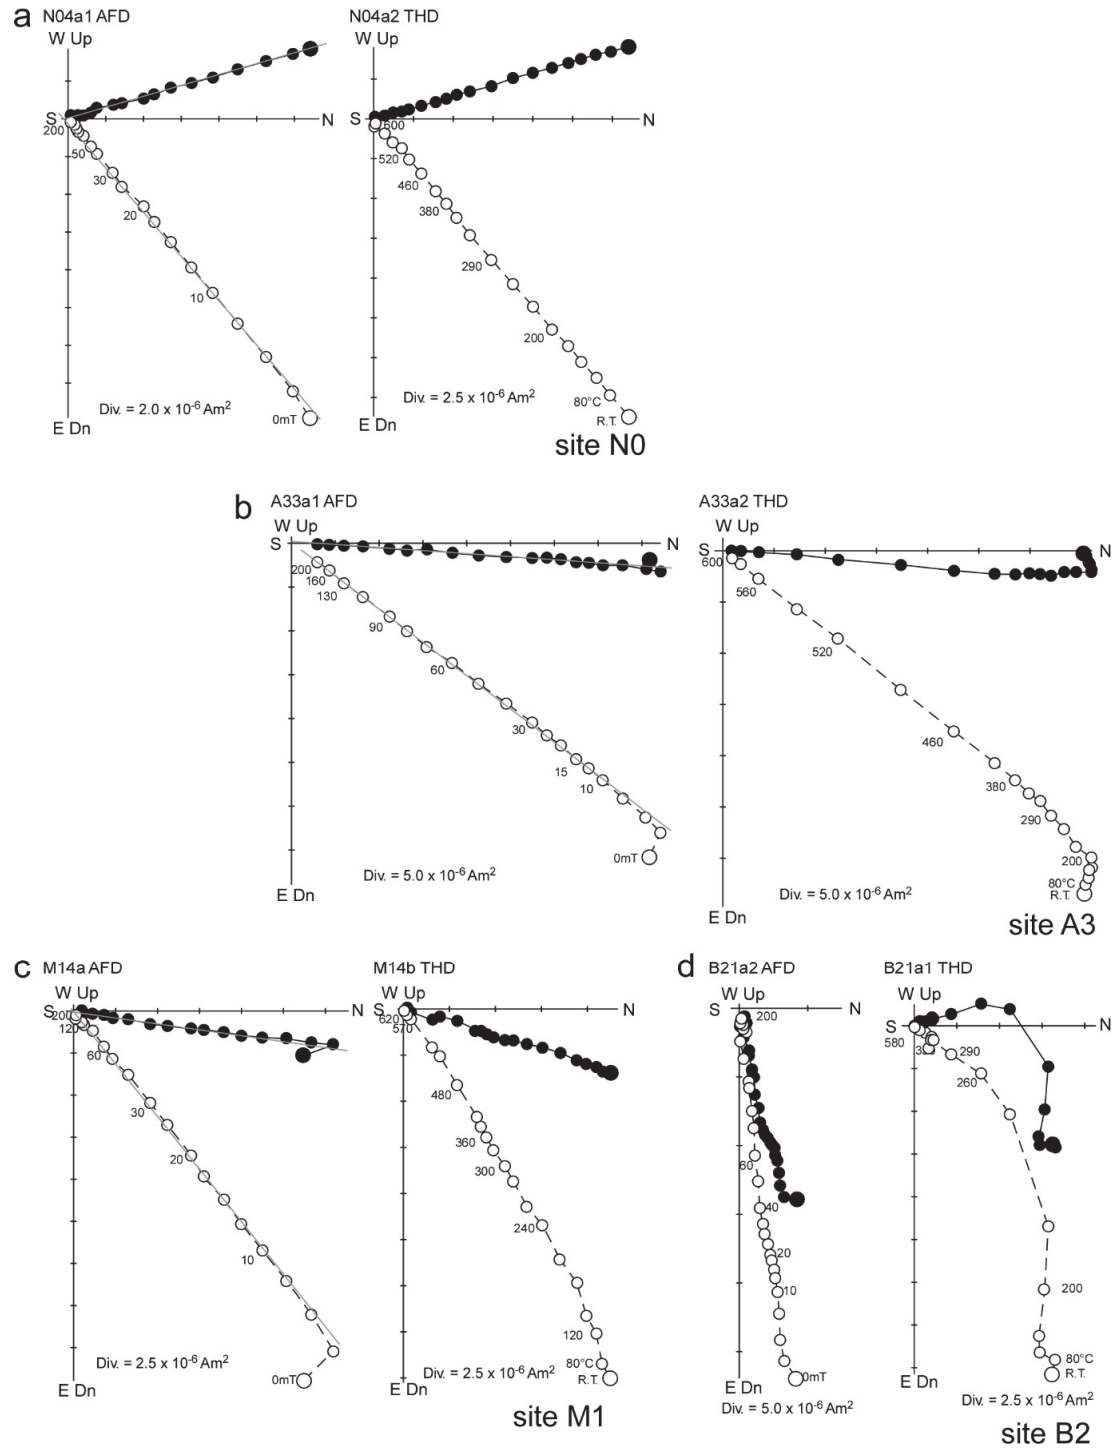 a
N04a1 AFD
W Up
S
N
200
50
30
20
10
0mT
Div. = 2.0 x 10⁻⁶ Am²
E Dn
N04a2 THD
W Up
N
600
520
460
380
290
200
80°C
R.T.
Div. = 2.5 x 10⁻⁶ Am²
E Dn
site N0
b
A33a1 AFD
W Up
S
N
200
160
130
90
60
30
15
10
0mT
Div. = 5.0 x 10⁻⁶ Am²
E Dn
A33a2 THD
W Up
S
N
600
560
520
460
380
290
200
80°C
R.T.
Div. = 5.0 x 10⁻⁶ Am²
E Dn
site A3
c
M14a AFD
W Up
S
N
200
120
60
30
20
10
0mT
Div. = 2.5 x 10⁻⁶ Am²
E Dn
M14b THD
W Up
S
N
620
570
480
360
300
240
120
80°C
R.T.
Div. = 2.5 x 10⁻⁶ Am²
E Dn
site M1
d
B21a2 AFD
W Up
S
N
200
60
40
20
10
0mT
E Dn
Div. = 5.0 x 10⁻⁶ Am²
B21a1 THD
W Up
S
N
580
290
260
200
80°C
R.T.
E Dn
Div. = 2.5 x 10⁻⁶ Am²
site B2